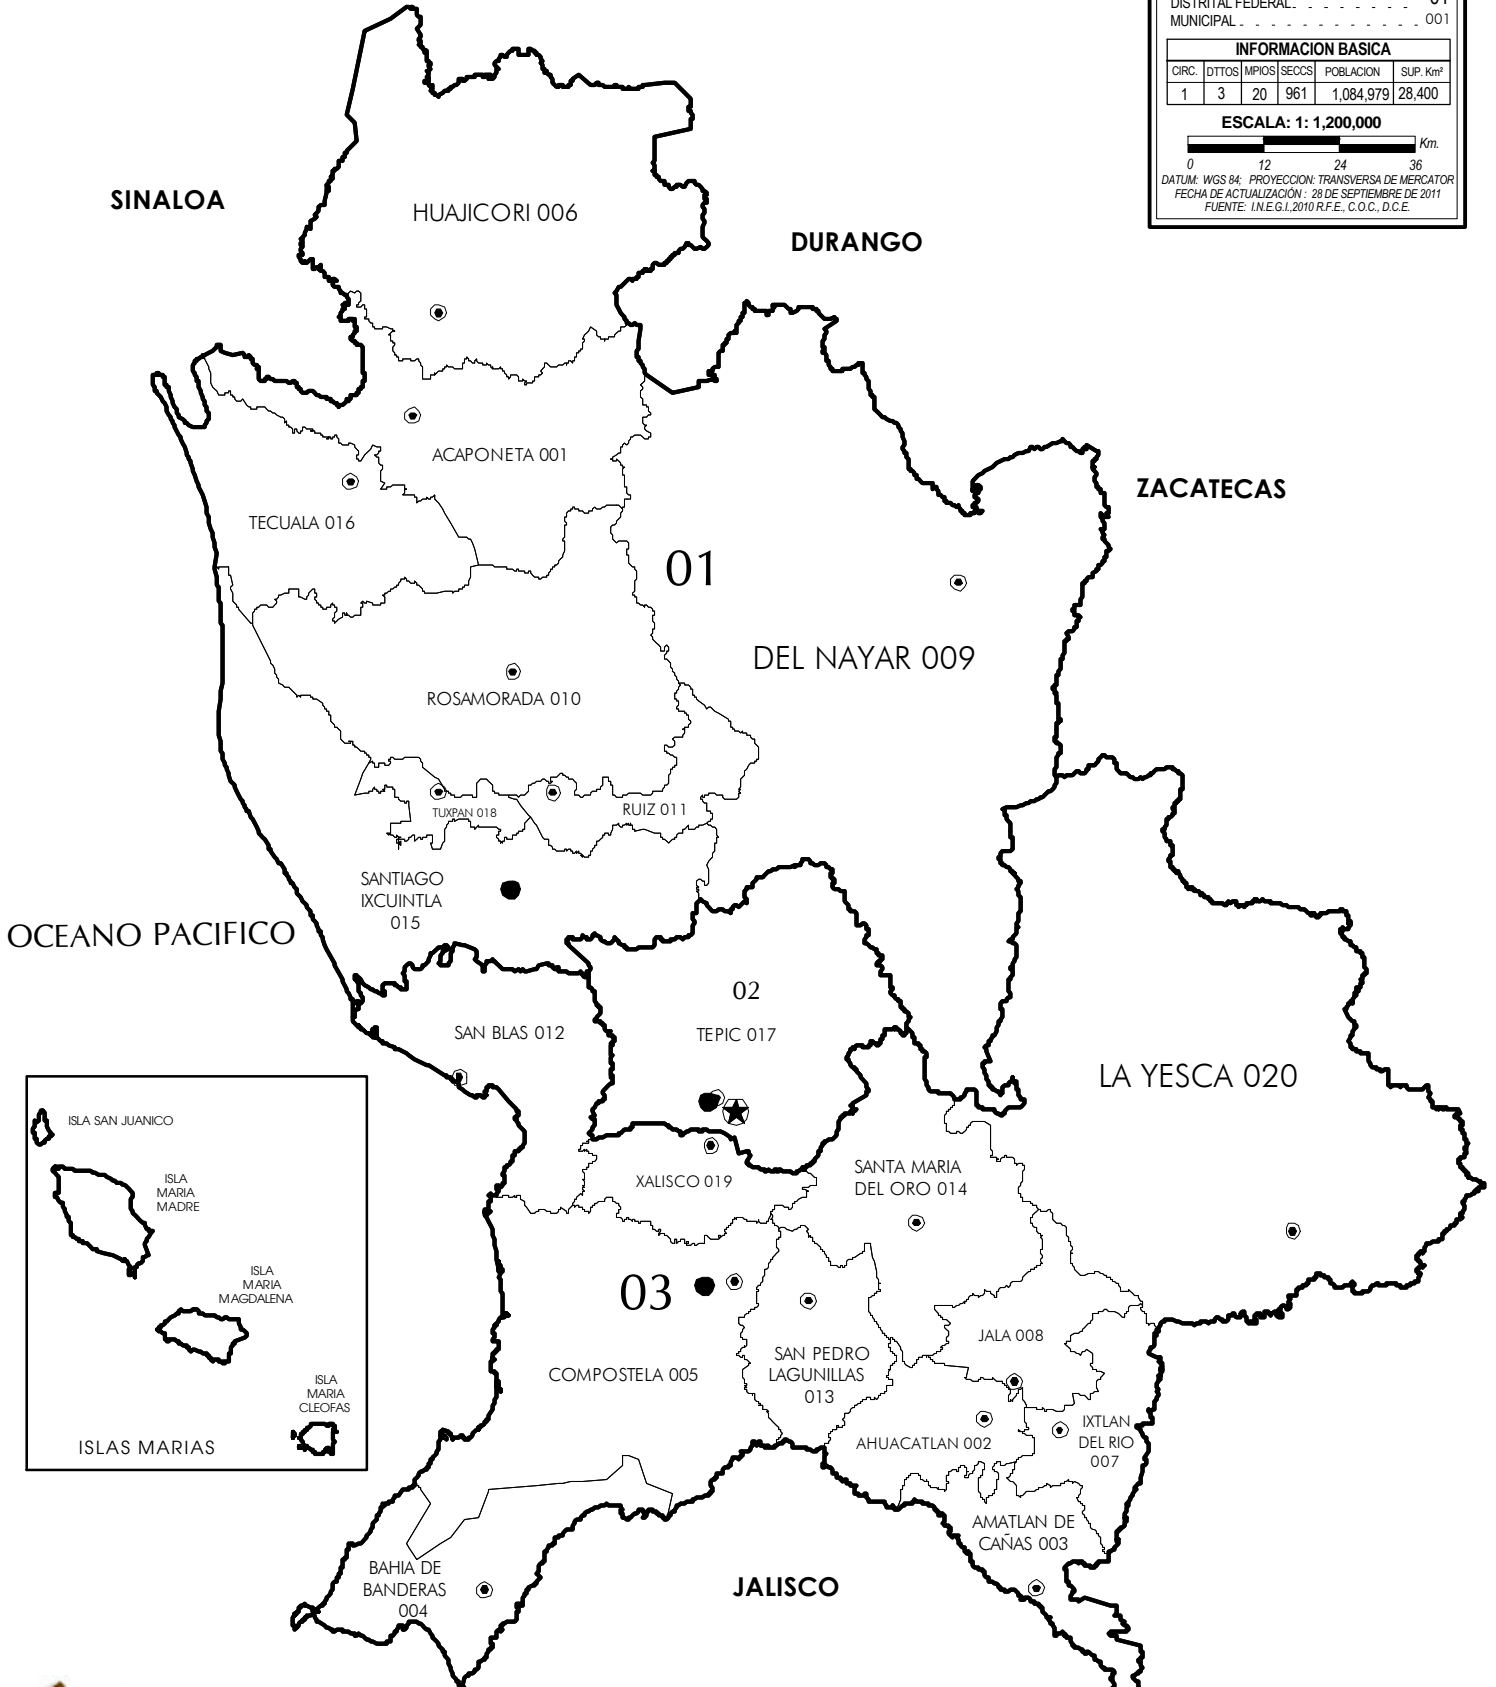 DISTRITAL FEDERAL - - - - - - - - 01
MUNICIPAL - - - - - - - - - - - - 001
INFORMACION BASICA
CIRC. DTTOS MPIOS SECCS POBLACION SUP. Km²
1 3 20 961 1,084,979 28,400
ESCALA: 1: 1,200,000
Km.
0 12 24 36
DATUM: WGS 84; PROYECCION: TRANSVERSA DE MERCATOR
FECHA DE ACTUALIZACIÓN : 28 DE SEPTIEMBRE DE 2011
FUENTE: I.N.E.G.I.,2010 R.F.E., C.O.C., D.C.E.
SINALOA
HUAJICORI 006
DURANGO
ACAPONETA 001
ZACATECAS
TECUALA 016
01
DEL NAYAR 009
ROSAMORADA 010
TUXPAN 018
RUIZ 011
SANTIAGO
IXCUINTLA
015
OCEANO PACIFICO
02
TEPIC 017
SAN BLAS 012
LA YESCA 020
ISLA SAN JUANICO
ISLA
MARIA
MADRE
ISLA
MARIA
MAGDALENA
ISLA
MARIA
CLEOFAS
ISLAS MARIAS
XALISCO 019
SANTA MARIA
DEL ORO 014
03
COMPOSTELA 005
SAN PEDRO
LAGUNILLAS
013
JALA 008
AHUACATLAN 002
IXTLAN
DEL RIO
007
AMATLAN DE
CAÑAS 003
BAHIA DE
BANDERAS
004
JALISCO